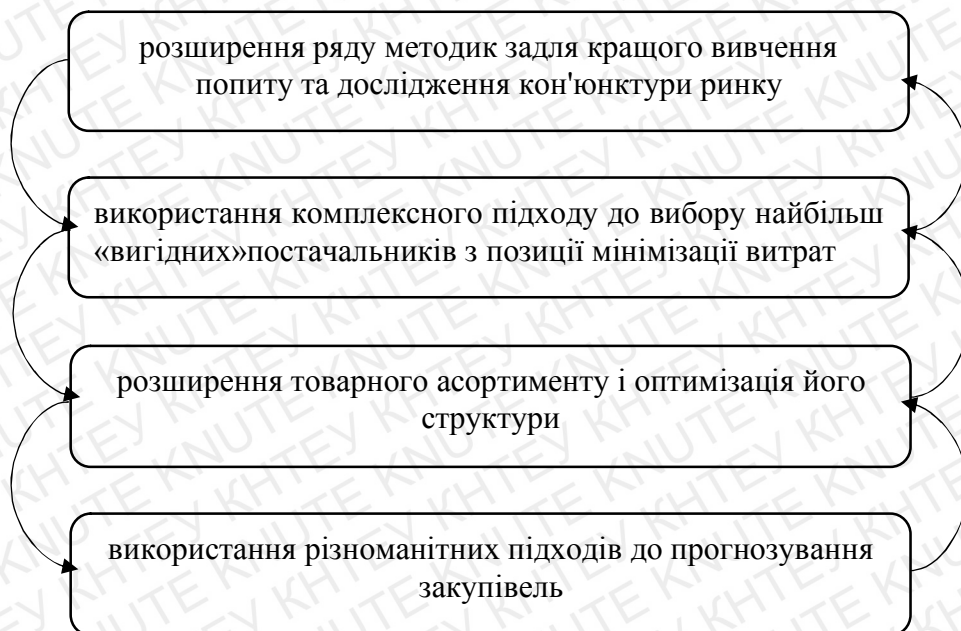 розширення ряду методик задля кращого вивчення
попиту та дослідження кон'юнктури ринку
використання комплексного підходу до вибору найбільш
«вигідних»постачальників з позиції мінімізації витрат
розширення товарного асортименту і оптимізація його
структури
використання різноманітних підходів до прогнозування
закупівель